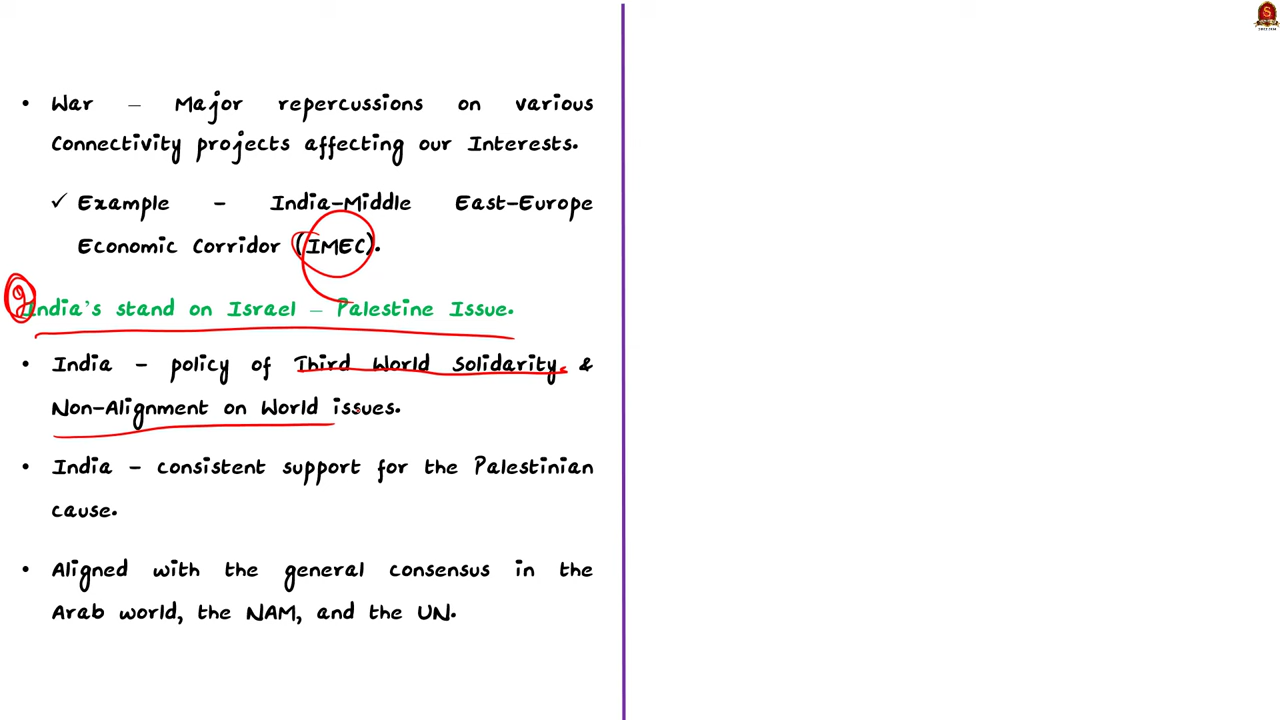 • War – Major repercussions on various
Connectivity projects affecting our Interests.
✓ Example - India-Middle East-Europe
Economic Corridor (IMEC).
India's stand on Israel – Palestine Issue.
• India - policy of Third World Solidarity &
Non-Alignment on World issues.
• India - consistent support for the Palestinian
cause.
• Aligned with the general consensus in the
Arab world, the NAM, and the UN.